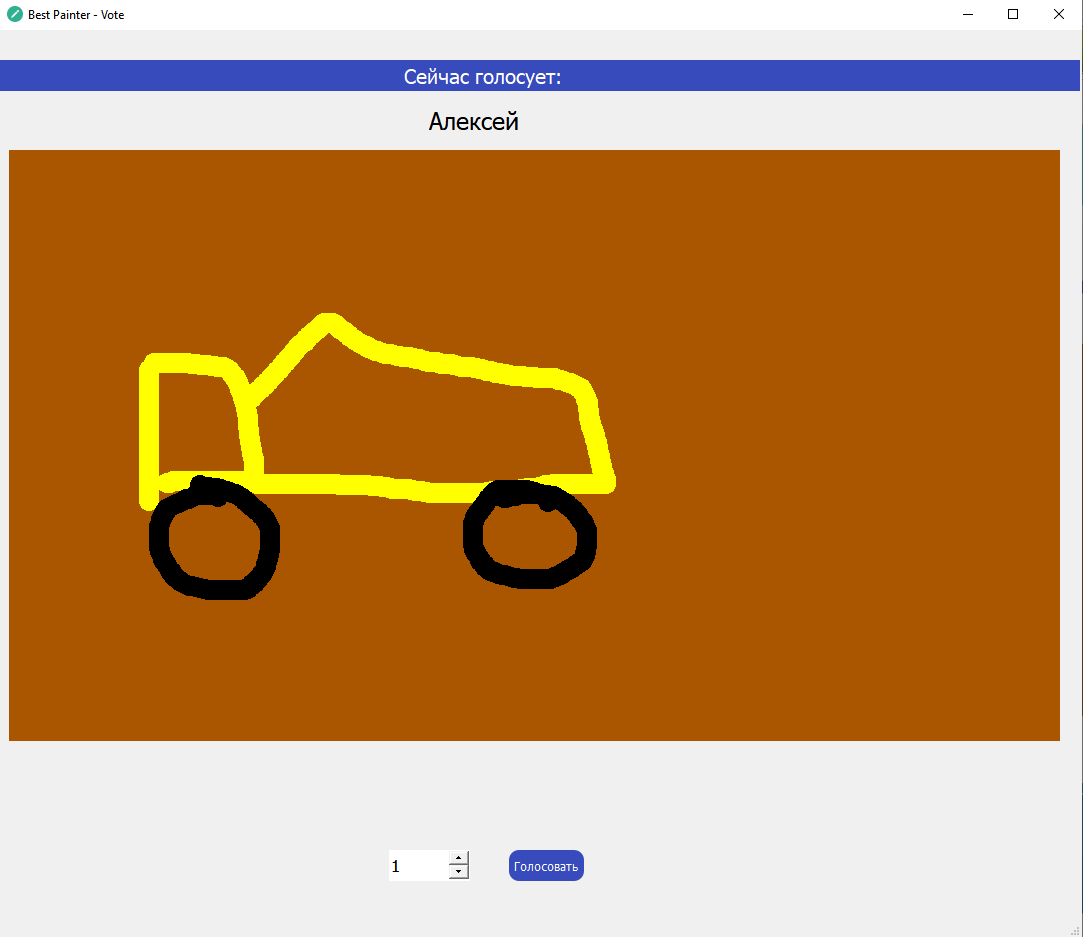 Best Painter - Vote
Сейчас голосует:
Алексей
1
Голосовать